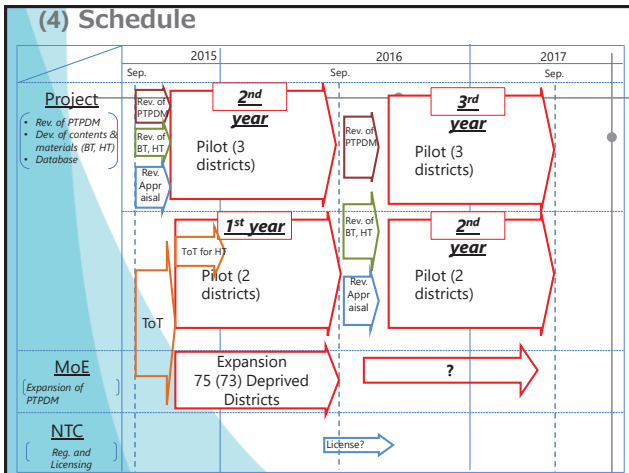 (4) Schedule
2015
2016
2017
Sep.
Sep.
Sep.
Project
• Rev. of PTPDM
• Dev. of contents &
materials (BT, HT)
• Database
Rev. of
PTPDM
Rev. of
BT, HT
Rev.
Appr
aisal
2nd
year
Pilot (3
districts)
Rev. of
PTPDM
3rd
year
Pilot (3
districts)
1st year
ToT for HT
Pilot (2
districts)
ToT
Rev. of
BT, HT
Rev.
Appr
aisal
2nd
year
Pilot (2
districts)
MoE
Expansion of
PTPDM
Expansion
75 (73) Deprived
Districts
?
NTC
Reg. and
Licensing
License?